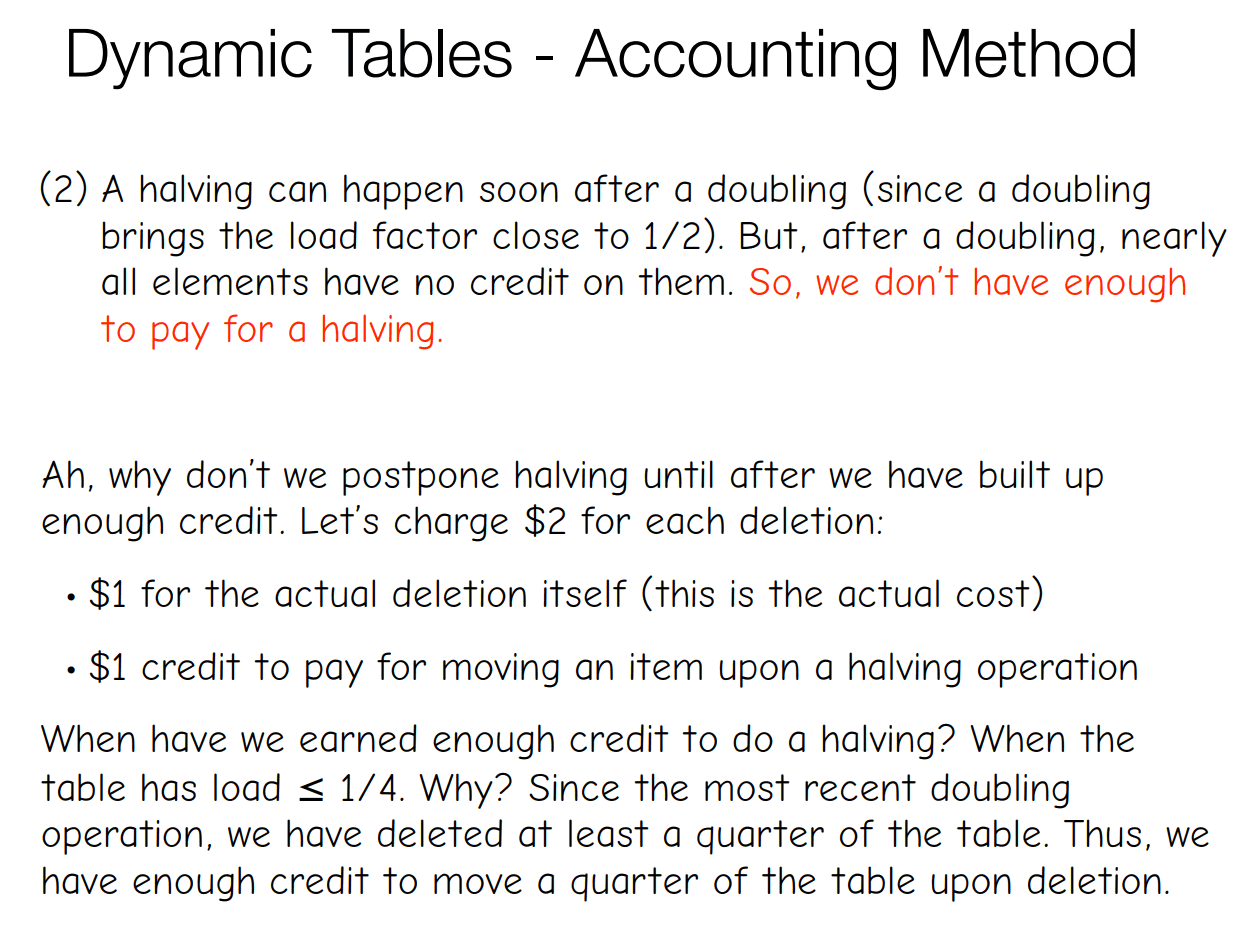 Dynamic Tables - Accounting Method
(2) A halving can happen soon after a doubling (since a doubling
brings the load factor close to 1/2). But, after a doubling, nearly
all elements have no credit on them. So, we don't have enough
to pay for a halving.
Ah, why don't we postpone halving until after we have built up
enough credit. Let's charge $2 for each deletion:
• $1 for the actual deletion itself (this is the actual cost)
• $1 credit to pay for moving an item upon a halving operation
When have we earned enough credit to do a halving? When the
table has load ≤ 1/4. Why? Since the most recent doubling
operation, we have deleted at least a quarter of the table. Thus, we
have enough credit to move a quarter of the table upon deletion.